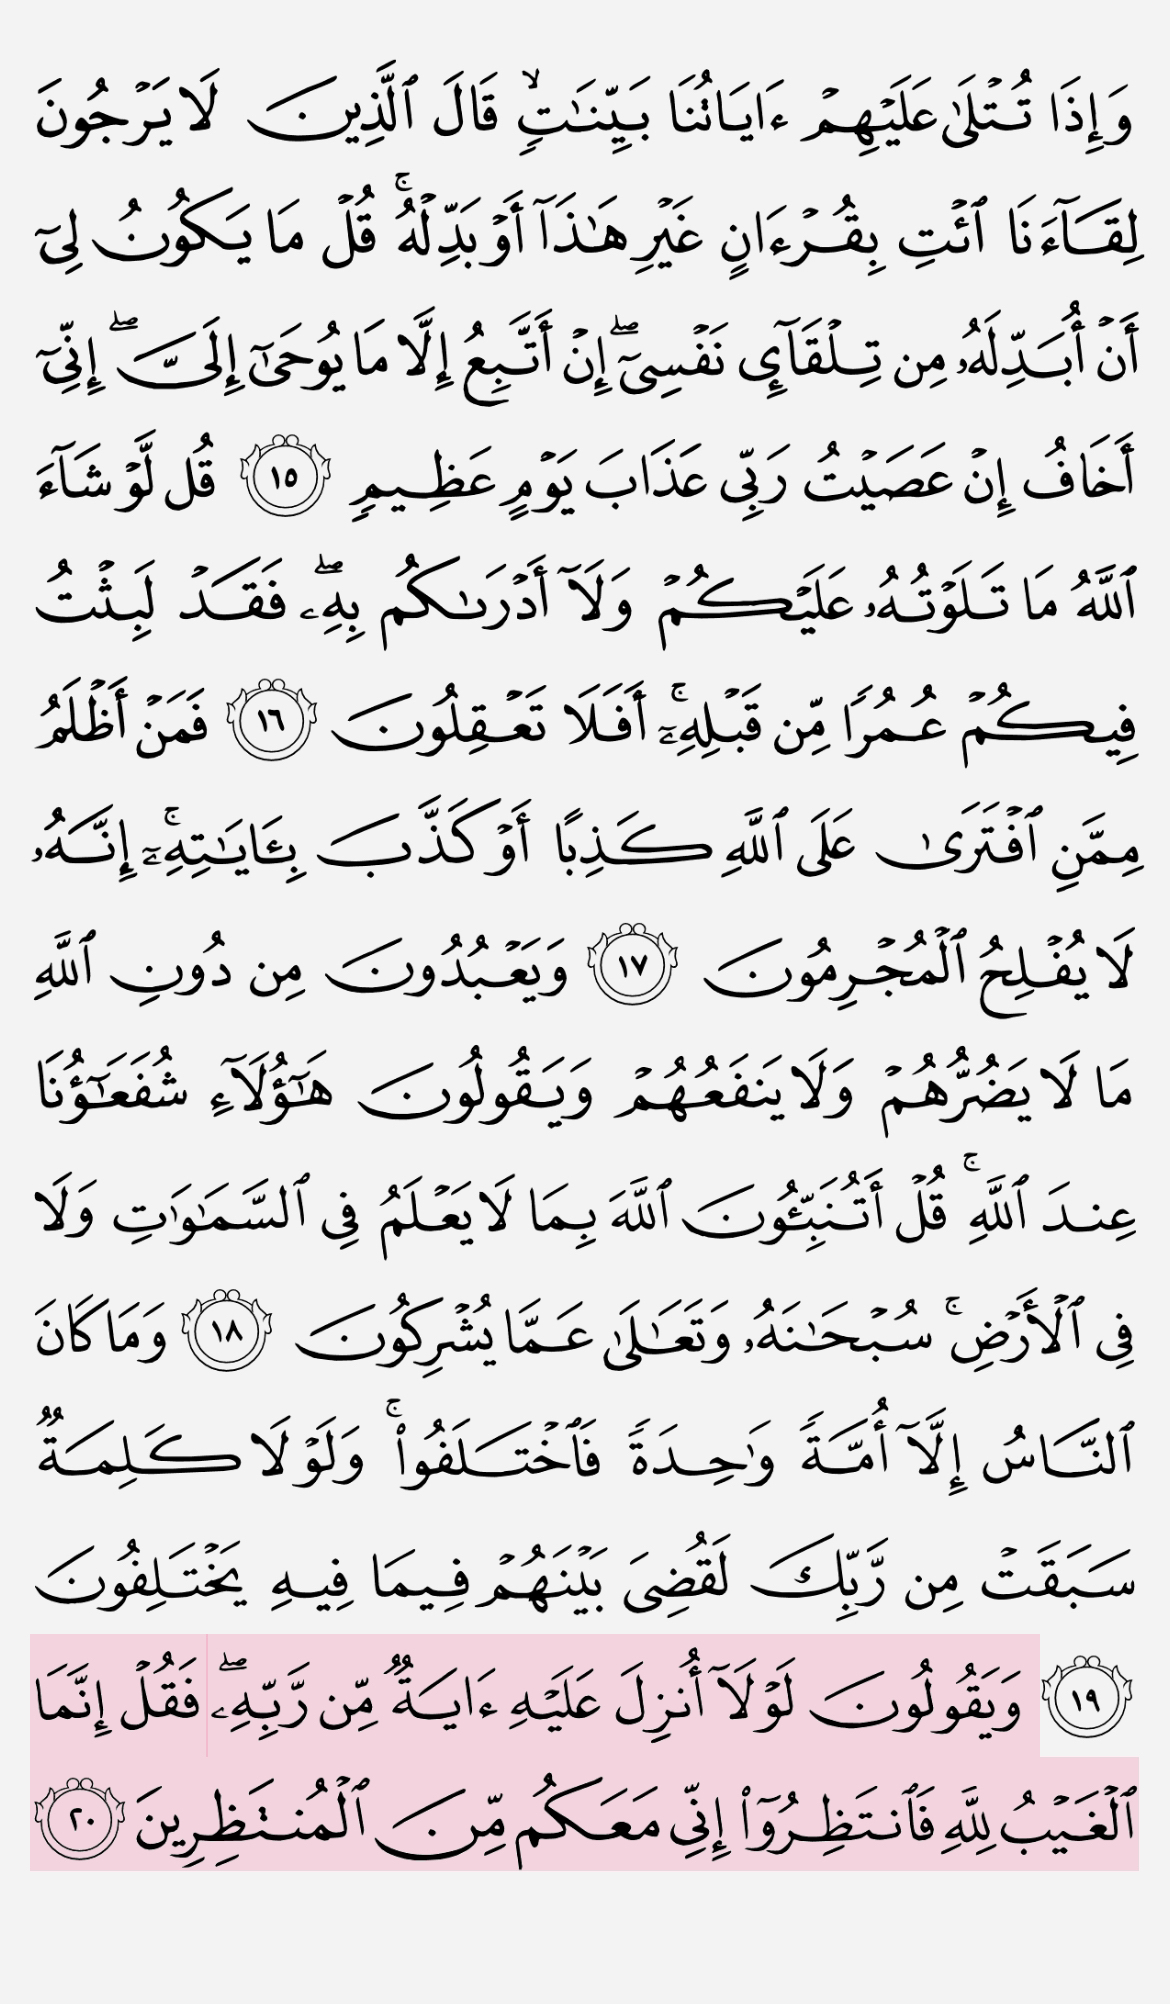 وَإِذَا تُتۡلَىٰ عَلَيۡهِمۡ ءَايَاتُنَا بَيِّنَٰتٖ ۙ قَالَ ٱلَّذِينَ لَا يَرۡجُونَ
لِقَآءَنَا ٱئۡتِ بِقُرۡءَانٍ غَيۡرِ هَٰذَآ أَوۡ بَدِّلۡهُۚ قُلۡ مَا يَكُونُ لِيٓ
أَنۡ أُبَدِّلَهُۥ مِن تِلۡقَآيِٕ نَفۡسِيٓۖ إِنۡ أَتَّبِعُ إِلَّا مَا يُوحَىٰٓ إِلَيَّۖ إِنِّيٓ
أَخَافُ إِنۡ عَصَيۡتُ رَبِّي عَذَابَ يَوۡمٍ عَظِيمٖ ١٥ قُل لَّوۡ شَآءَ
ٱللَّهُ مَا تَلَوۡتُهُۥ عَلَيۡكُمۡ وَلَآ أَدۡرَىٰكُم بِهِۦۖ فَقَدۡ لَبِثۡتُ
فِيكُمۡ عُمُرٗا مِّن قَبۡلِهِۦٓۚ أَفَلَا تَعۡقِلُونَ ١٦ فَمَنۡ أَظۡلَمُ
مِمَّنِ ٱفۡتَرَىٰ عَلَى ٱللَّهِ كَذِبًا أَوۡ كَذَّبَ بِـَٔايَٰتِهِۦٓۚ إِنَّهُۥ
لَا يُفۡلِحُ ٱلۡمُجۡرِمُونَ ١٧ وَيَعۡبُدُونَ مِن دُونِ ٱللَّهِ
مَا لَا يَضُرُّهُمۡ وَلَا يَنفَعُهُمۡ وَيَقُولُونَ هَٰٓؤُلَآءِ شُفَعَٰٓؤُنَا
عِندَ ٱللَّهِۚ قُلۡ أَتُنَبِّـُٔونَ ٱللَّهَ بِمَا لَا يَعۡلَمُ فِي ٱلسَّمَٰوَٰتِ وَلَا
فِي ٱلۡأَرۡضِۚ سُبۡحَٰنَهُۥ وَتَعَٰلَىٰ عَمَّا يُشۡرِكُونَ ١٨ وَمَا كَانَ
ٱلنَّاسُ إِلَّآ أُمَّةٗ وَٰحِدَةٗ فَٱخۡتَلَفُواْۚ وَلَوۡلَا كَلِمَةٞ
سَبَقَتۡ مِن رَّبِّكَ لَقُضِيَ بَيۡنَهُمۡ فِيمَا فِيهِ يَخۡتَلِفُونَ
١٩ وَيَقُولُونَ لَوۡلَآ أُنزِلَ عَلَيۡهِ ءَايَةٞ مِّن رَّبِّهِۦۖ فَقُلۡ إِنَّمَا
ٱلۡغَيۡبُ لِلَّهِ فَٱنتَظِرُوٓاْ إِنِّي مَعَكُم مِّنَ ٱلۡمُنتَظِرِينَ ٢٠